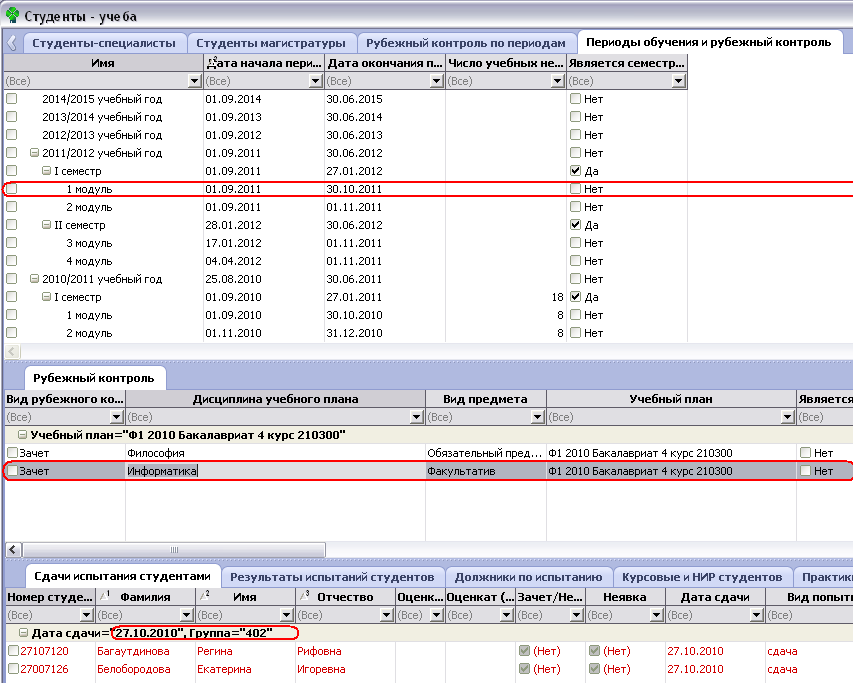 Студенты - учеба
Студенты-специалисты Студенты магистратуры Рубежный контроль по периодам Периоды обучения и рубежный контроль
Имя Дата начала пери... Дата окончания п... Число учебных не... Является семестр...
(Все) (Все) (Все) (Все) (Все)
2014/2015 учебный год 01.09.2014 30.06.2015 Нет
2013/2014 учебный год 01.09.2013 30.06.2014 Нет
2012/2013 учебный год 01.09.2012 30.06.2013 Нет
2011/2012 учебный год 01.09.2011 30.06.2012 Нет
I семестр 01.09.2011 27.01.2012 Да
1 модуль 01.09.2011 30.10.2011 Нет
2 модуль 01.09.2011 01.11.2011 Нет
II семестр 28.01.2012 30.06.2012 Да
3 модуль 17.01.2012 01.11.2011 Нет
4 модуль 04.04.2012 01.11.2011 Нет
2010/2011 учебный год 25.08.2010 30.06.2011 Нет
I семестр 01.09.2010 27.01.2011 18 Да
1 модуль 01.09.2010 30.10.2010 8 Нет
2 модуль 01.11.2010 31.12.2010 8 Нет
Рубежный контроль
Вид рубежного ко... Дисциплина учебного плана Вид предмета Учебный план Является
(Все) (Все) (Все) (Все) (Все)
Учебный план="Ф1 2010 Бакалавриат 4 курс 210300"
Зачет Философия Обязательный пред... Ф1 2010 Бакалавриат 4 курс 210300 Нет
Зачет Информатика Факультатив Ф1 2010 Бакалавриат 4 курс 210300 Нет
Сдачи испытания студентами Результаты испытаний студентов Должники по испытанию Курсовые и НИР студентов Практик
Номер студе... 1 Фамилия 2 Имя 3 Отчество Оценк... Оценкат (... Зачет/Не... Неявка Дата сдачи Вид попыт
(Все) (Все) (Все) (Все) (Все) (Все) (Все) (Все) (Все) (Все)
Дата сдачи="27.10.2010", Группа="402"
27107120 Багаутдинова Регина Рифовна (Нет) (Нет) 27.10.2010 сдача
27007126 Белобородова Екатерина Игоревна (Нет) (Нет) 27.10.2010 сдача